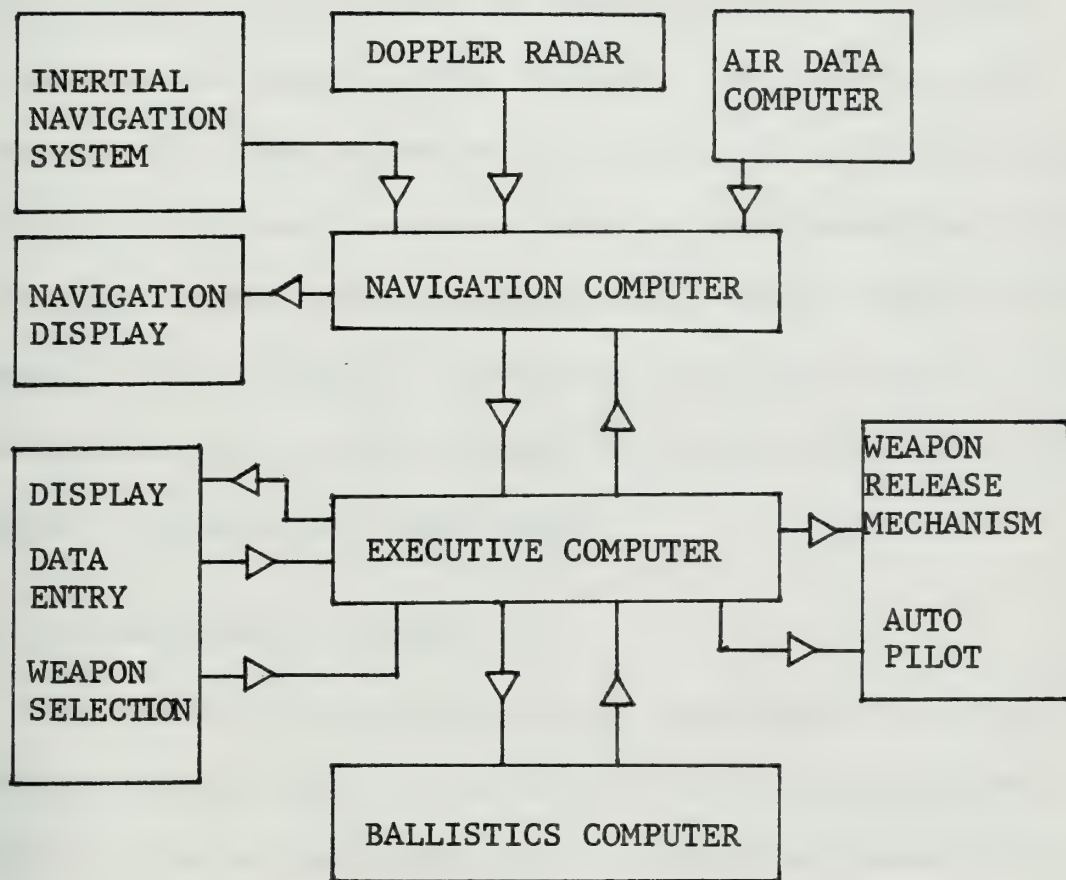 INERTIAL
NAVIGATION
SYSTEM
DOPPLER RADAR
AIR DATA
COMPUTER
NAVIGATION
DISPLAY
NAVIGATION COMPUTER
DISPLAY
DATA
ENTRY
WEAPON
SELECTION
EXECUTIVE COMPUTER
WEAPON
RELEASE
MECHANISM
AUTO
PILOT
BALLISTICS COMPUTER